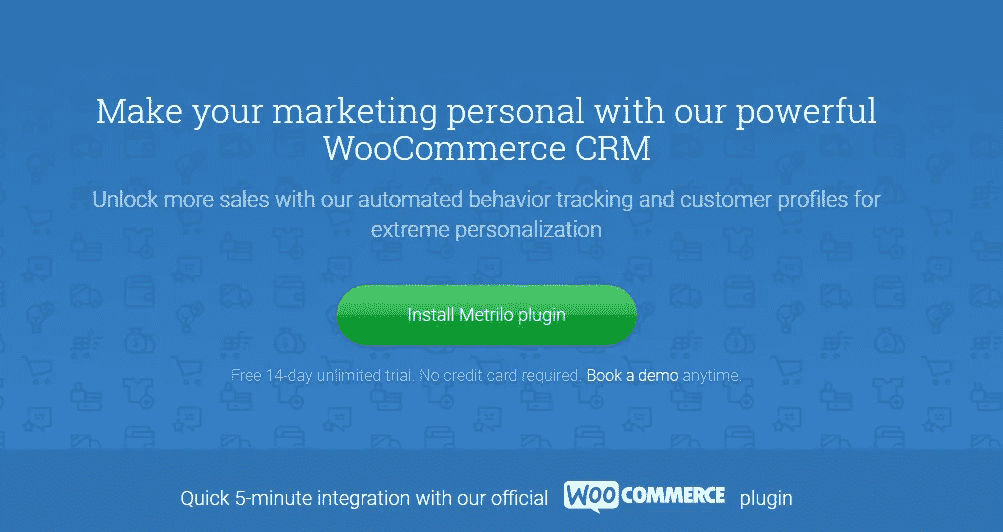 Make your marketing personal with our powerful
WooCommerce CRM
Unlock more sales with our automated behavior tracking and customer profiles for
extreme personalization
Install Metrilo plugin
Free 14-day unlimited trial. No credit card required. Book a demo anytime.
Quick 5-minute integration with our official WOO COMMERCE plugin